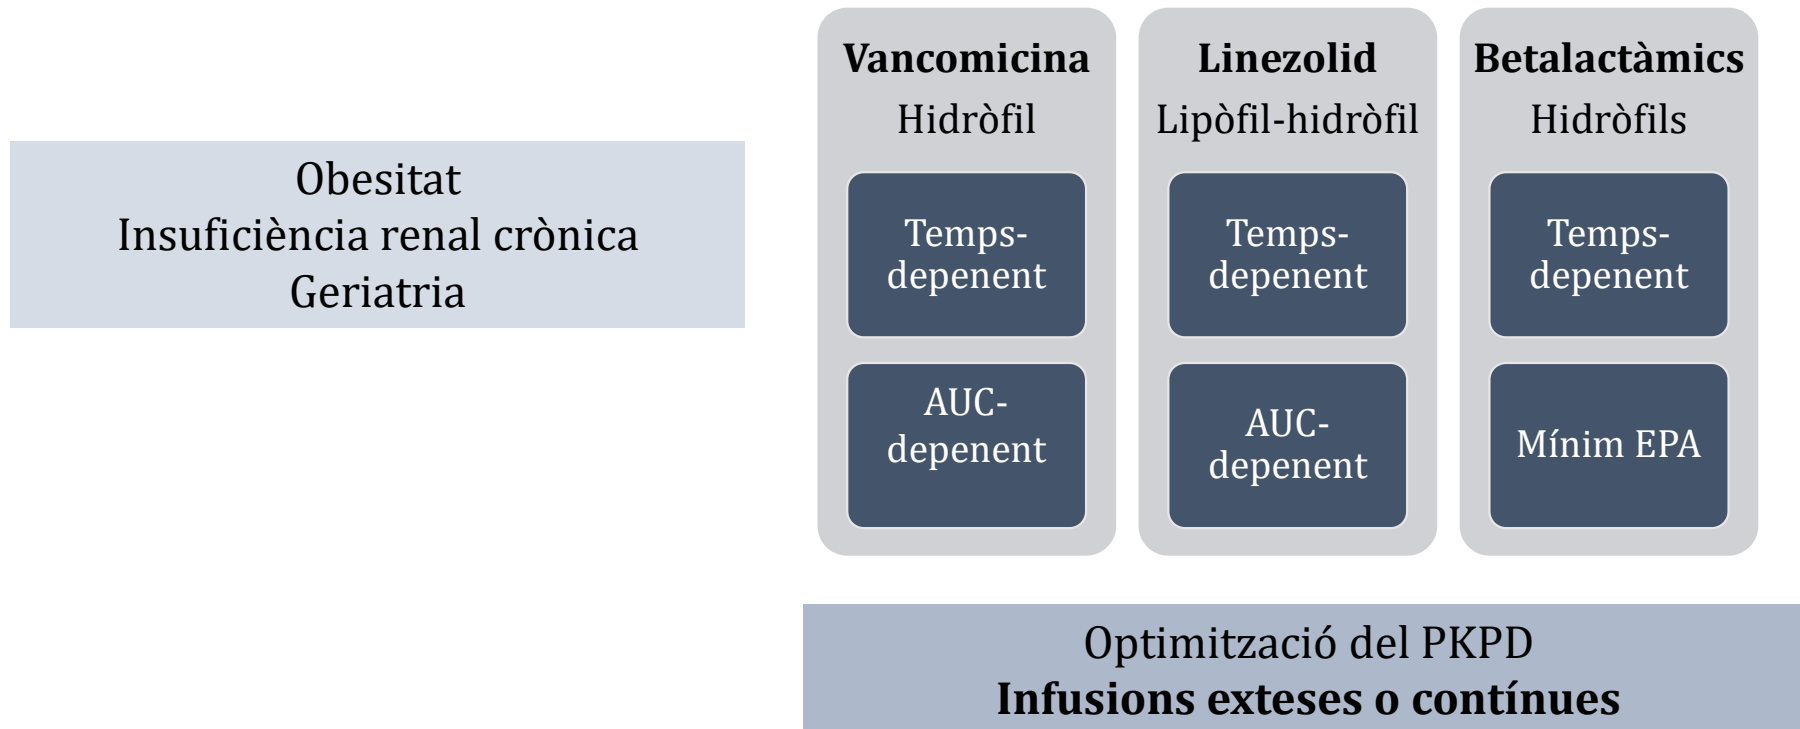 Obesitat
Insuficiència renal crònica
Geriatria
Vancomicina
Hidròfil
Temps-
depenent
AUC-
depenent
Linezolid
Lipòfil-hidròfil
Temps-
depenent
AUC-
depenent
Betalactàmics
Hidròfils
Temps-
depenent
Mínim EPA
Optimització del PKPD
Infusions exteses o contínues